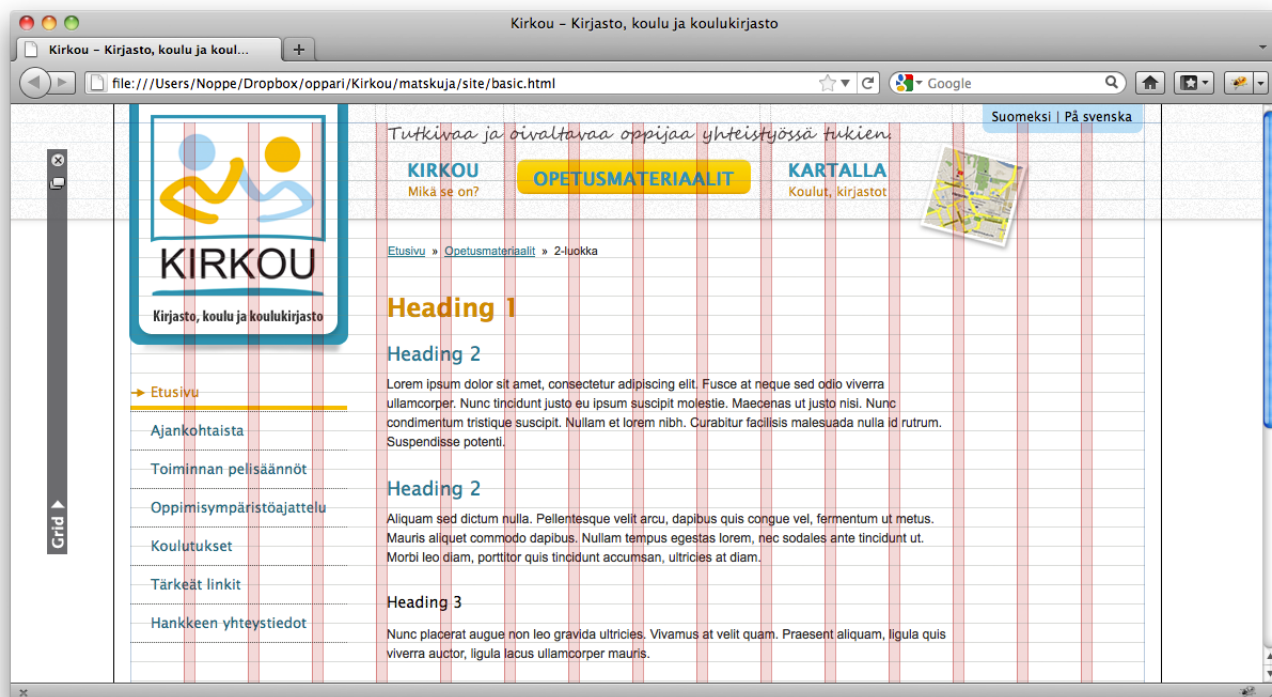 Kirkou – Kirjasto, koulu ja koulukirjasto
Kirkou – Kirjasto, koulu ja koul...
file:///Users/Noppe/Dropbox/oppari/Kirkou/matskuja/site/basic.html
Google
Suomeksi | På svenska
Tutkivaa ja oivaltavaa oppijaa yhteistyössä tukien.
KIRKOU
Mikä se on?
OPETUSMATERIAALIT
KARTALLA
Koulut, kirjastot
KIRKOU
Kirjasto, koulu ja koulukirjasto
Etusivu
Ajankohtaista
Toiminnan pelisäännöt
Oppimisympäristöajattelu
Koulutukset
Tärkeät linkit
Hankkeen yhteystiedot
Grid
Etusivu » Opetusmateriaalit » 2-luokka
Heading 1
Heading 2
Lorem ipsum dolor sit amet, consectetur adipiscing elit. Fusce at neque sed odio viverra
ullamcorper. Nunc tincidunt justo eu ipsum suscipit molestie. Maecenas ut justo nisi. Nunc
condimentum tristique suscipit. Nullam et lorem nibh. Curabitur facilisis malesuada nulla id rutrum.
Suspendisse potenti.
Heading 2
Aliquam sed dictum nulla. Pellentesque velit arcu, dapibus quis congue vel, fermentum ut metus.
Mauris aliquet commodo dapibus. Nullam tempus egestas lorem, nec sodales ante tincidunt ut.
Morbi leo diam, porttitor quis tincidunt accumsan, ultricies at diam.
Heading 3
Nunc placerat augue non leo gravida ultricies. Vivamus at velit quam. Praesent aliquam, ligula quis
viverra auctor, ligula lacus ullamcorper mauris.